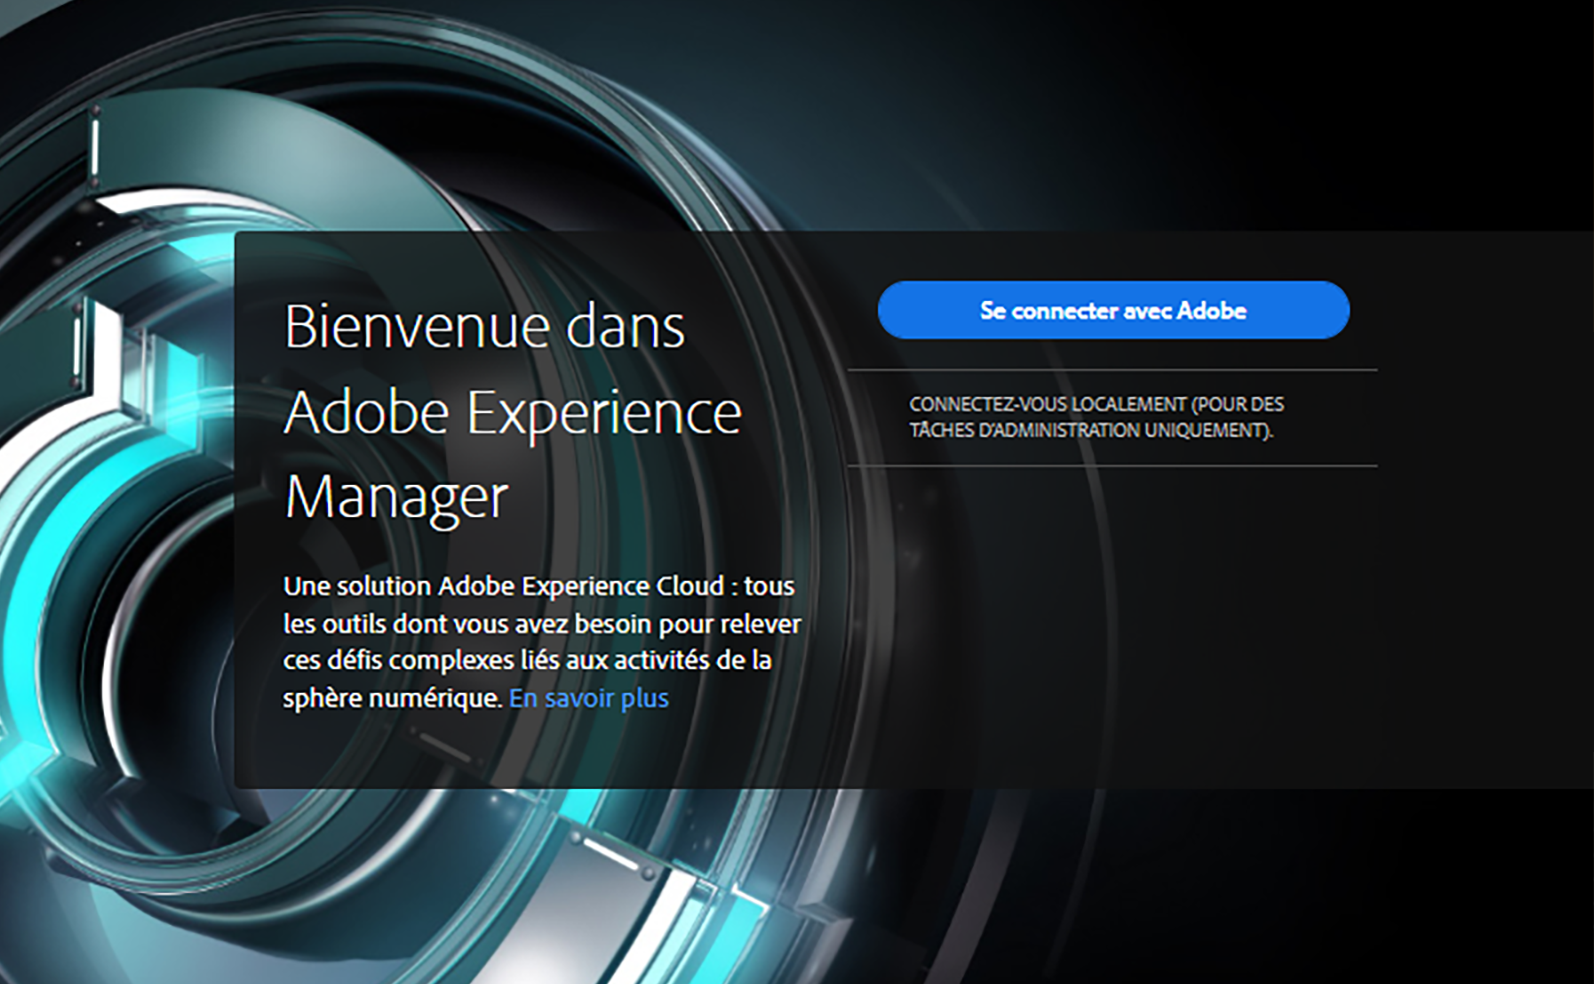 Bienvenue dans
Adobe Experience
Manager
Une solution Adobe Experience Cloud : tous
les outils dont vous avez besoin pour relever
ces défis complexes liés aux activités de la
sphère numérique. En savoir plus
Se connecter avec Adobe
CONNECTEZ-VOUS LOCALEMENT (POUR DES
TÂCHES D'ADMINISTRATION UNIQUEMENT).